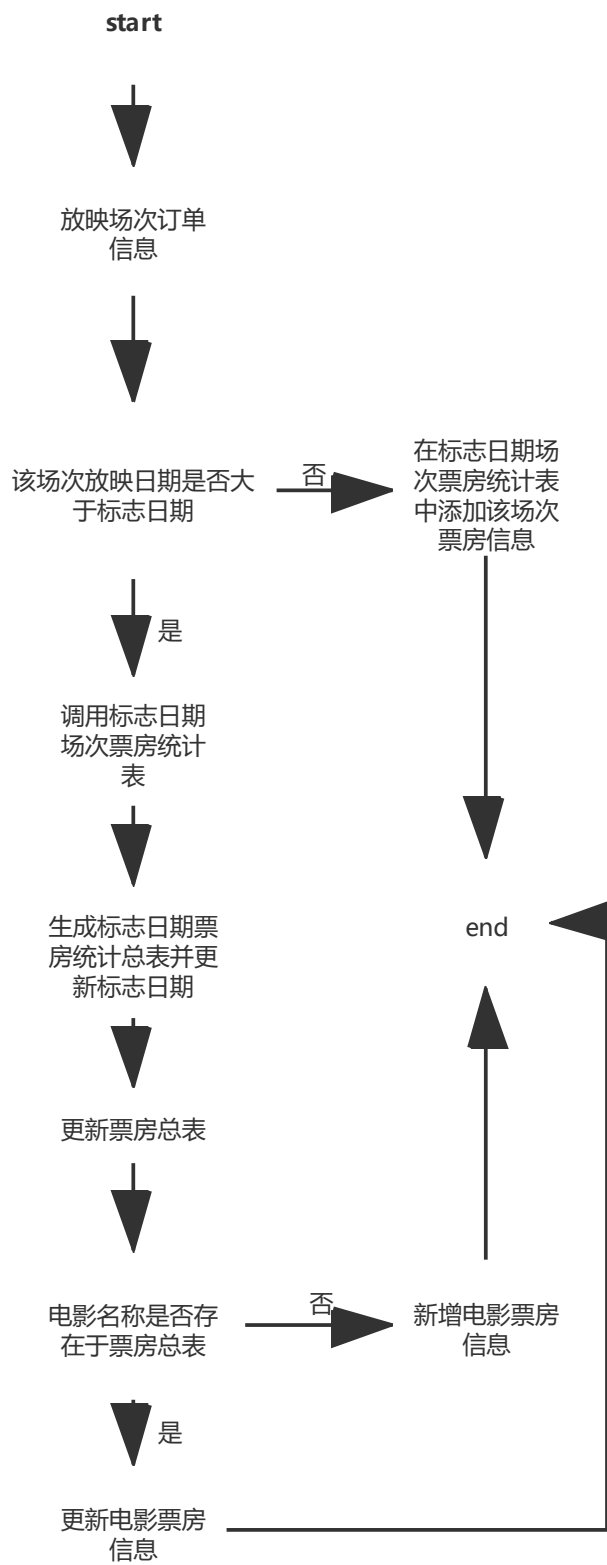 start
放映场次订单
信息
该场次放映日期是否大
于标志日期
否
在标志日期场
次票房统计表
中添加该场次
票房信息
是
调用标志日期
场次票房统计
表
生成标志日期票
房统计总表并更
新标志日期
end
更新票房总表
电影名称是否存
在于票房总表
否
新增电影票房
信息
是
更新电影票房
信息